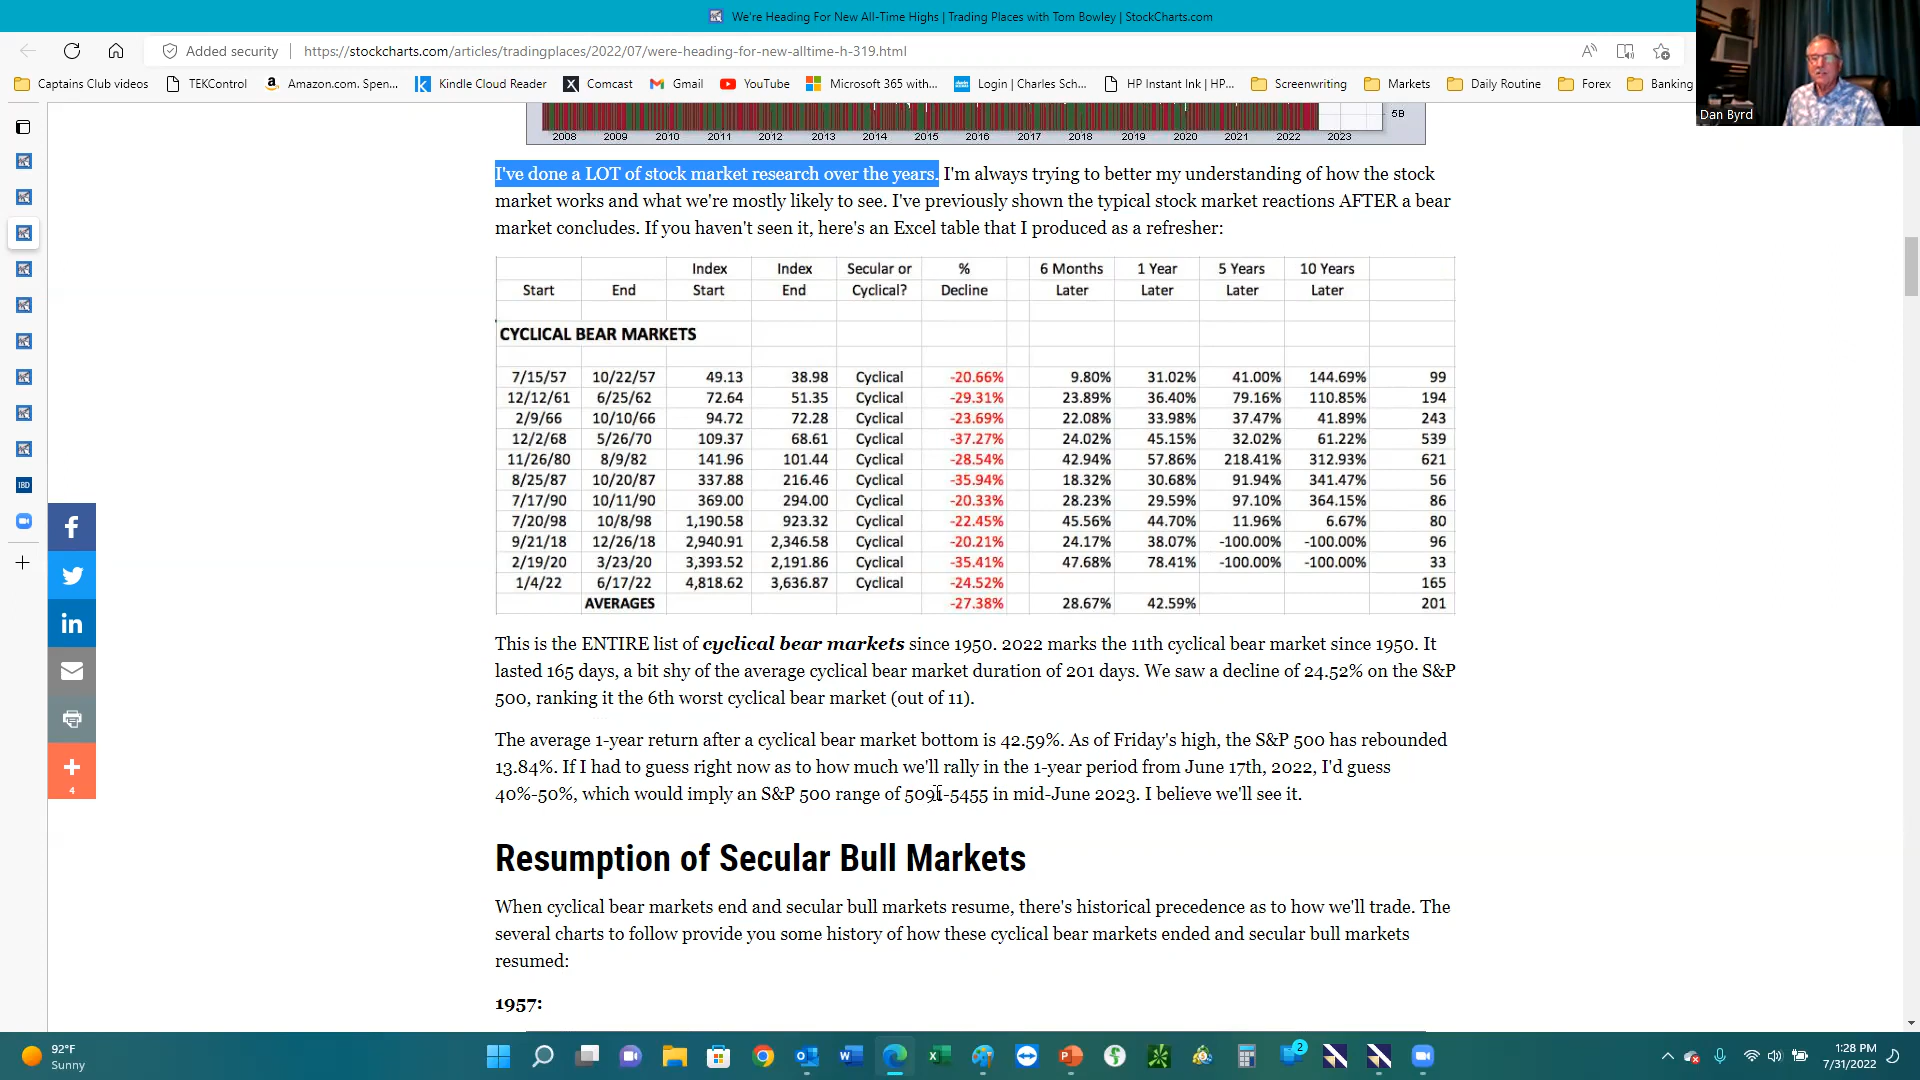 We're Heading For New All-Time Highs | Trading Places with Tom Bowley | StockCharts.com
Added security https://stockcharts.com/articles/tradingplaces/2022/07/were-heading-for-new-alltime-h-319.html
Captains Club videos TEKControl Amazon.com. Spen... Kindle Cloud Reader Comcast Gmail YouTube Microsoft 365 with... Login | Charles Sch... HP Instant Ink | HP... Screenwriting Markets Daily Routine Forex Banking
Dan Byrd
5B
2008 2009 2010 2011 2012 2013 2014 2015 2016 2017 2018 2019 2020 2021 2022 2023
I've done a LOT of stock market research over the years. I'm always trying to better my understanding of how the stock
market works and what we're mostly likely to see. I've previously shown the typical stock market reactions AFTER a bear
market concludes. If you haven't seen it, here's an Excel table that I produced as a refresher:
Index Index Secular or % 6 Months 1 Year 5 Years 10 Years
Start End Start End Cyclical? Decline Later Later Later Later
CYCLICAL BEAR MARKETS
7/15/57 10/22/57 49.13 38.98 Cyclical -20.66% 9.80% 31.02% 41.00% 144.69% 99
12/12/61 6/25/62 72.64 51.35 Cyclical -29.31% 23.89% 36.40% 79.16% 110.85% 194
2/9/66 10/10/66 94.72 72.28 Cyclical -23.69% 22.08% 33.98% 37.47% 41.89% 243
12/2/68 5/26/70 109.37 68.61 Cyclical -37.27% 24.02% 45.15% 32.02% 61.22% 539
11/26/80 8/9/82 141.96 101.44 Cyclical -28.54% 42.94% 57.86% 218.41% 312.93% 621
8/25/87 10/20/87 337.88 216.46 Cyclical -35.94% 18.32% 30.68% 91.94% 341.47% 56
7/17/90 10/11/90 369.00 294.00 Cyclical -20.33% 28.23% 29.59% 97.10% 364.15% 86
7/20/98 10/8/98 1,190.58 923.32 Cyclical -22.45% 45.56% 44.70% 11.96% 6.67% 80
9/21/18 12/26/18 2,940.91 2,346.58 Cyclical -20.21% 24.17% 38.07% -100.00% -100.00% 96
2/19/20 3/23/20 3,393.52 2,191.86 Cyclical -35.41% 47.68% 78.41% -100.00% -100.00% 33
1/4/22 6/17/22 4,818.62 3,636.87 Cyclical -24.52% 165
AVERAGES -27.38% 28.67% 42.59% 201
This is the ENTIRE list of cyclical bear markets since 1950. 2022 marks the 11th cyclical bear market since 1950. It
lasted 165 days, a bit shy of the average cyclical bear market duration of 201 days. We saw a decline of 24.52% on the S&P
500, ranking it the 6th worst cyclical bear market (out of 11).
The average 1-year return after a cyclical bear market bottom is 42.59%. As of Friday's high, the S&P 500 has rebounded
13.84%. If I had to guess right now as to how much we'll rally in the 1-year period from June 17th, 2022, I'd guess
40%-50%, which would imply an S&P 500 range of 5091-5455 in mid-June 2023. I believe we'll see it.
Resumption of Secular Bull Markets
When cyclical bear markets end and secular bull markets resume, there's historical precedence as to how we'll trade. The
several charts to follow provide you some history of how these cyclical bear markets ended and secular bull markets
resumed:
1957:
IBD
4
92°F
Sunny
2
1:28 PM
7/31/2022